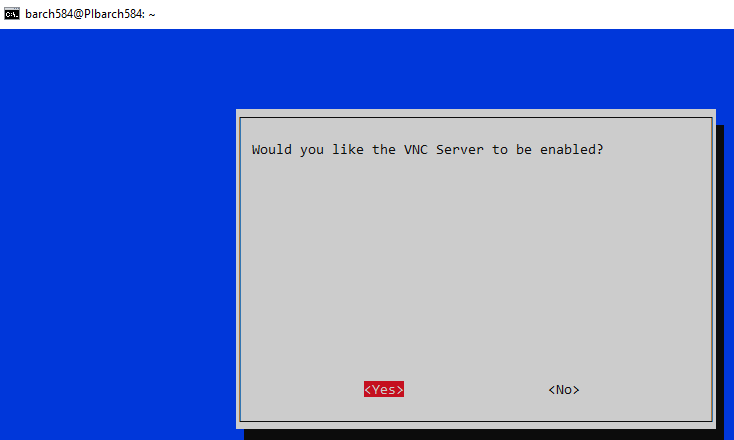 barch584@PIbarch584: ~
Would you like the VNC Server to be enabled?
<Yes> <No>